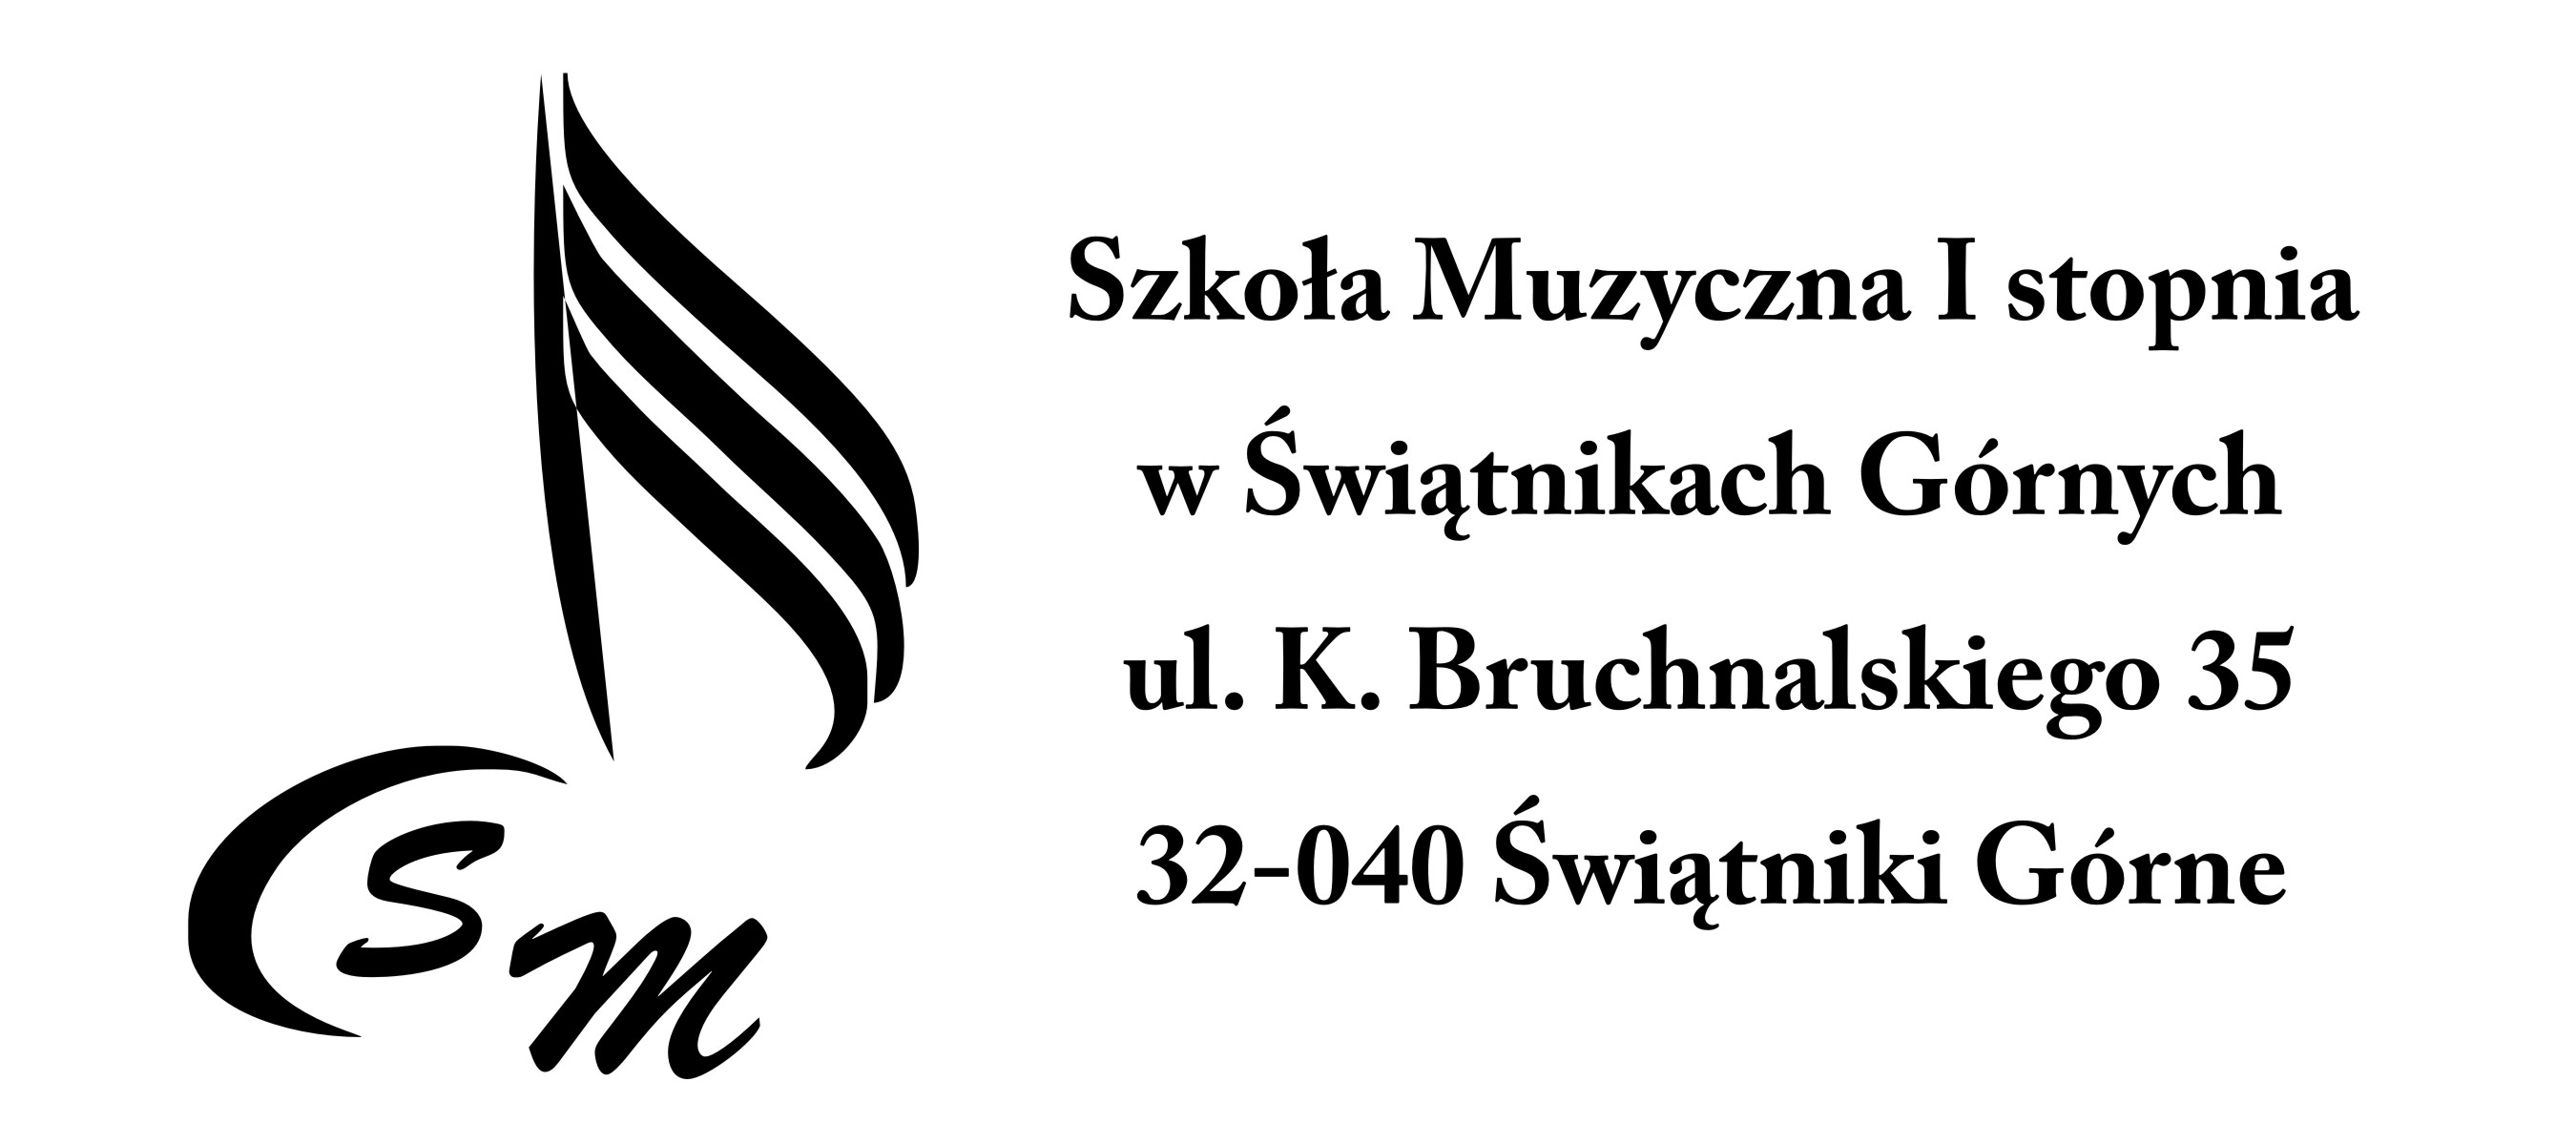 SM
Szkoła Muzyczna I stopnia
w Świątnikach Górnych
ul. K. Bruchnalskiego 35
32-040 Świątniki Górne